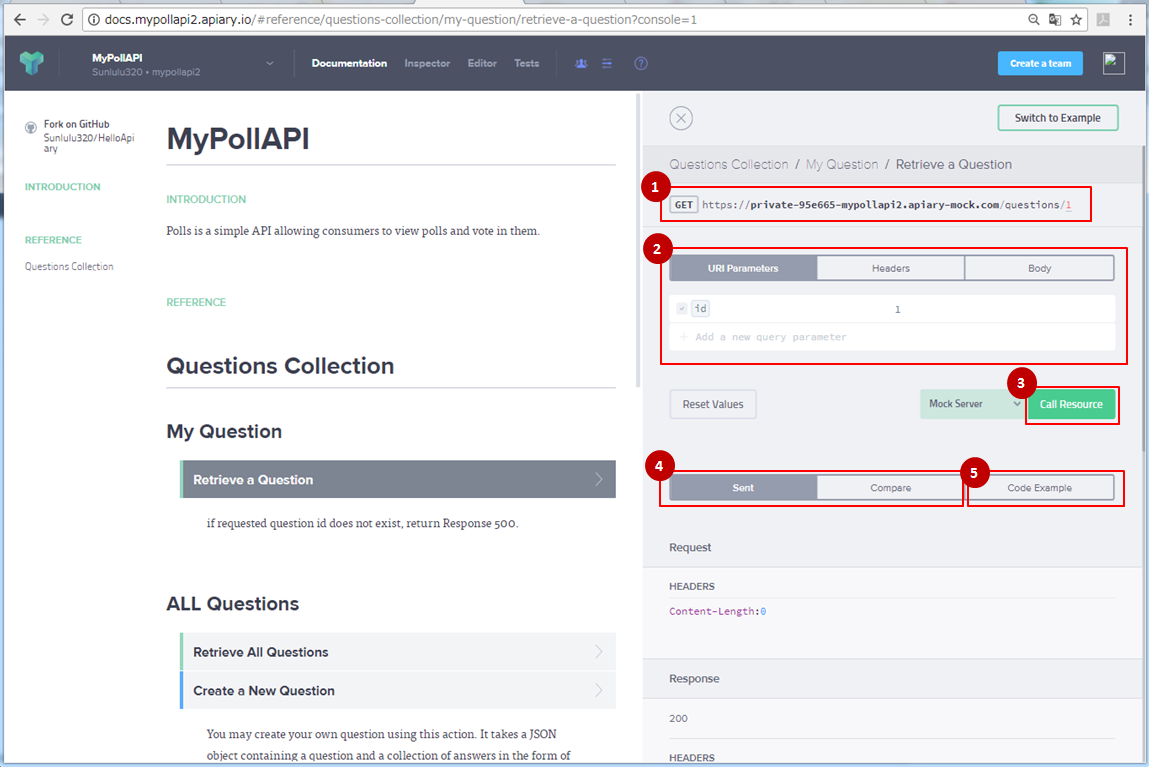 docs.mypollapi2.apiary.io/#reference/questions-collection/my-question/retrieve-a-question?console=1
MyPollAPI
Sunlulu320 • mypollapi2
Documentation
Inspector
Editor
Tests
?
Create a team
Fork on GitHub
Sunlulu320/HelloApi
ary
INTRODUCTION
REFERENCE
Questions Collection
MyPollAPI
INTRODUCTION
Polls is a simple API allowing consumers to view polls and vote in them.
REFERENCE
Questions Collection
My Question
Retrieve a Question
if requested question id does not exist, return Response 500.
ALL Questions
Retrieve All Questions
Create a New Question
You may create your own question using this action. It takes a JSON
object containing a question and a collection of answers in the form of
Switch to Example
Questions Collection / My Question / Retrieve a Question
1
GET https://private-95e665-mypollapi2.apiary-mock.com/questions/1
2
URI Parameters
Headers
Body
id 1
+ Add a new query parameter
Reset Values
Mock Server
3
Call Resource
4
Sent
Compare
5
Code Example
Request
HEADERS
Content-Length:0
Response
200
HEADERS